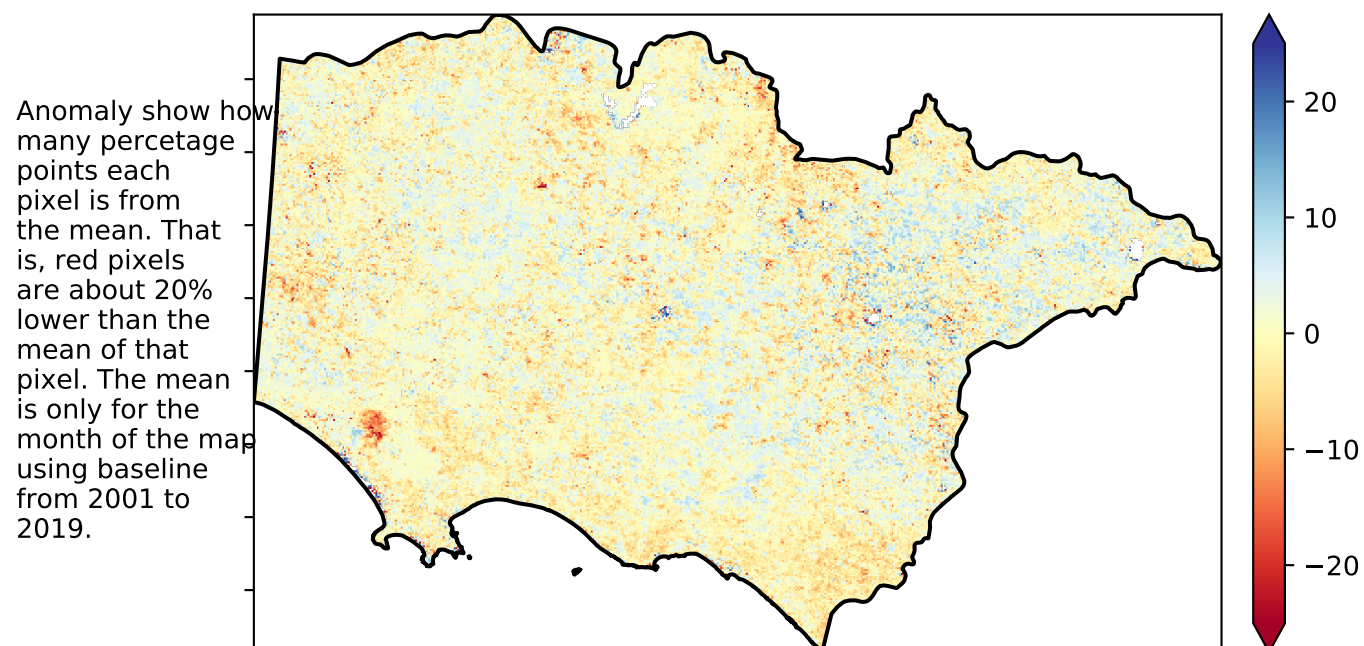 Anomaly show how
many percetage
points each
pixel is from
the mean. That
is, red pixels
are about 20%
lower than the
mean of that
pixel. The mean
is only for the
month of the map
using baseline
from 2001 to
2019.
20
10
0
−10
−20